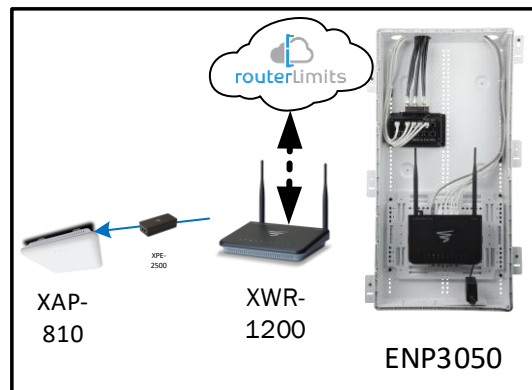 routerLimits
XPE-
2500
XAP-
810
XWR-
1200
ENP3050